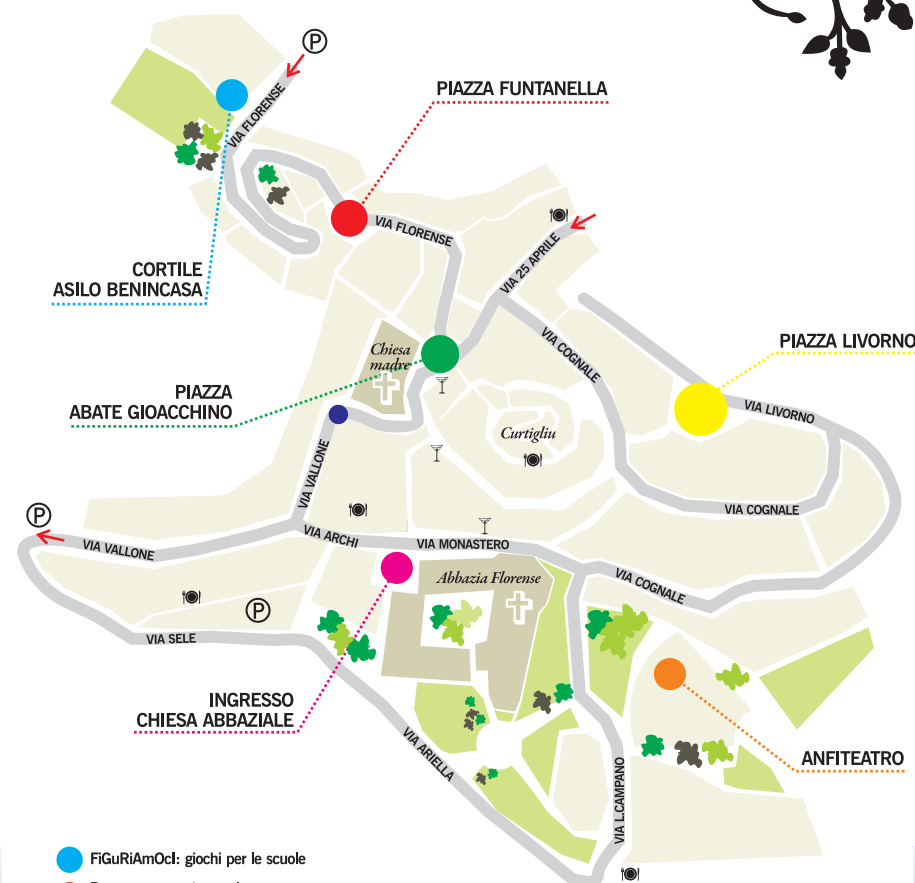 P
VIA FLORENSE
PIAZZA FUNTANELLA
VIA FLORENSE
VIA 25 APRILE
CORTILE
ASILO BENINCASA
VIA COGNALE
PIAZZA LIVORNO
Chiesa
madre
PIAZZA
ABATE GIOACCHINO
VIA LIVORNO
Curtigliu
VIA VALLONE
VIA COGNALE
P
VIA VALLONE
VIA ARCHI
VIA MONASTERO
Abbazia Florense
VIA COGNALE
P
VIA SELE
INGRESSO
CHIESA ABBAZIALE
VIA ARIELLA
ANFITEATRO
VIA L.CAMPANO
FiGuRiAmOcI: giochi per le scuole